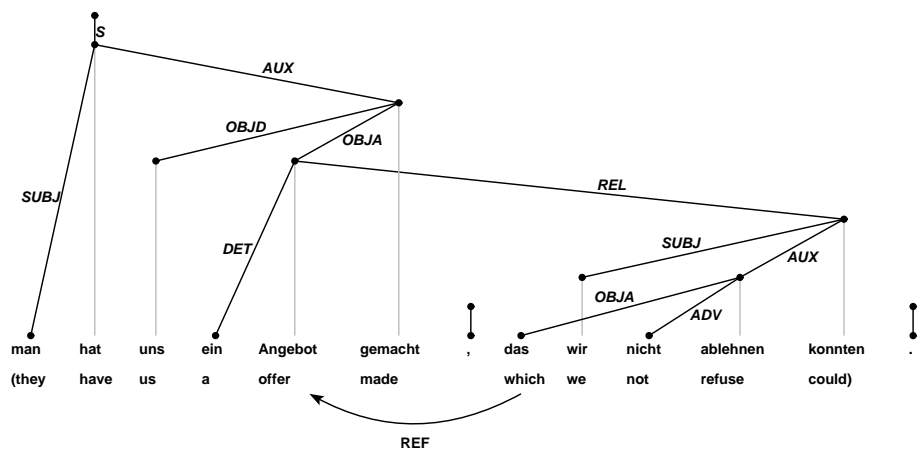 S
AUX
OBJD
OBJA
SUBJ
REL
DET
SUBJ
AUX
OBJA
ADV
man hat uns ein Angebot gemacht , das wir nicht ablehnen konnten .
(they have us a offer made which we not refuse could)
REF